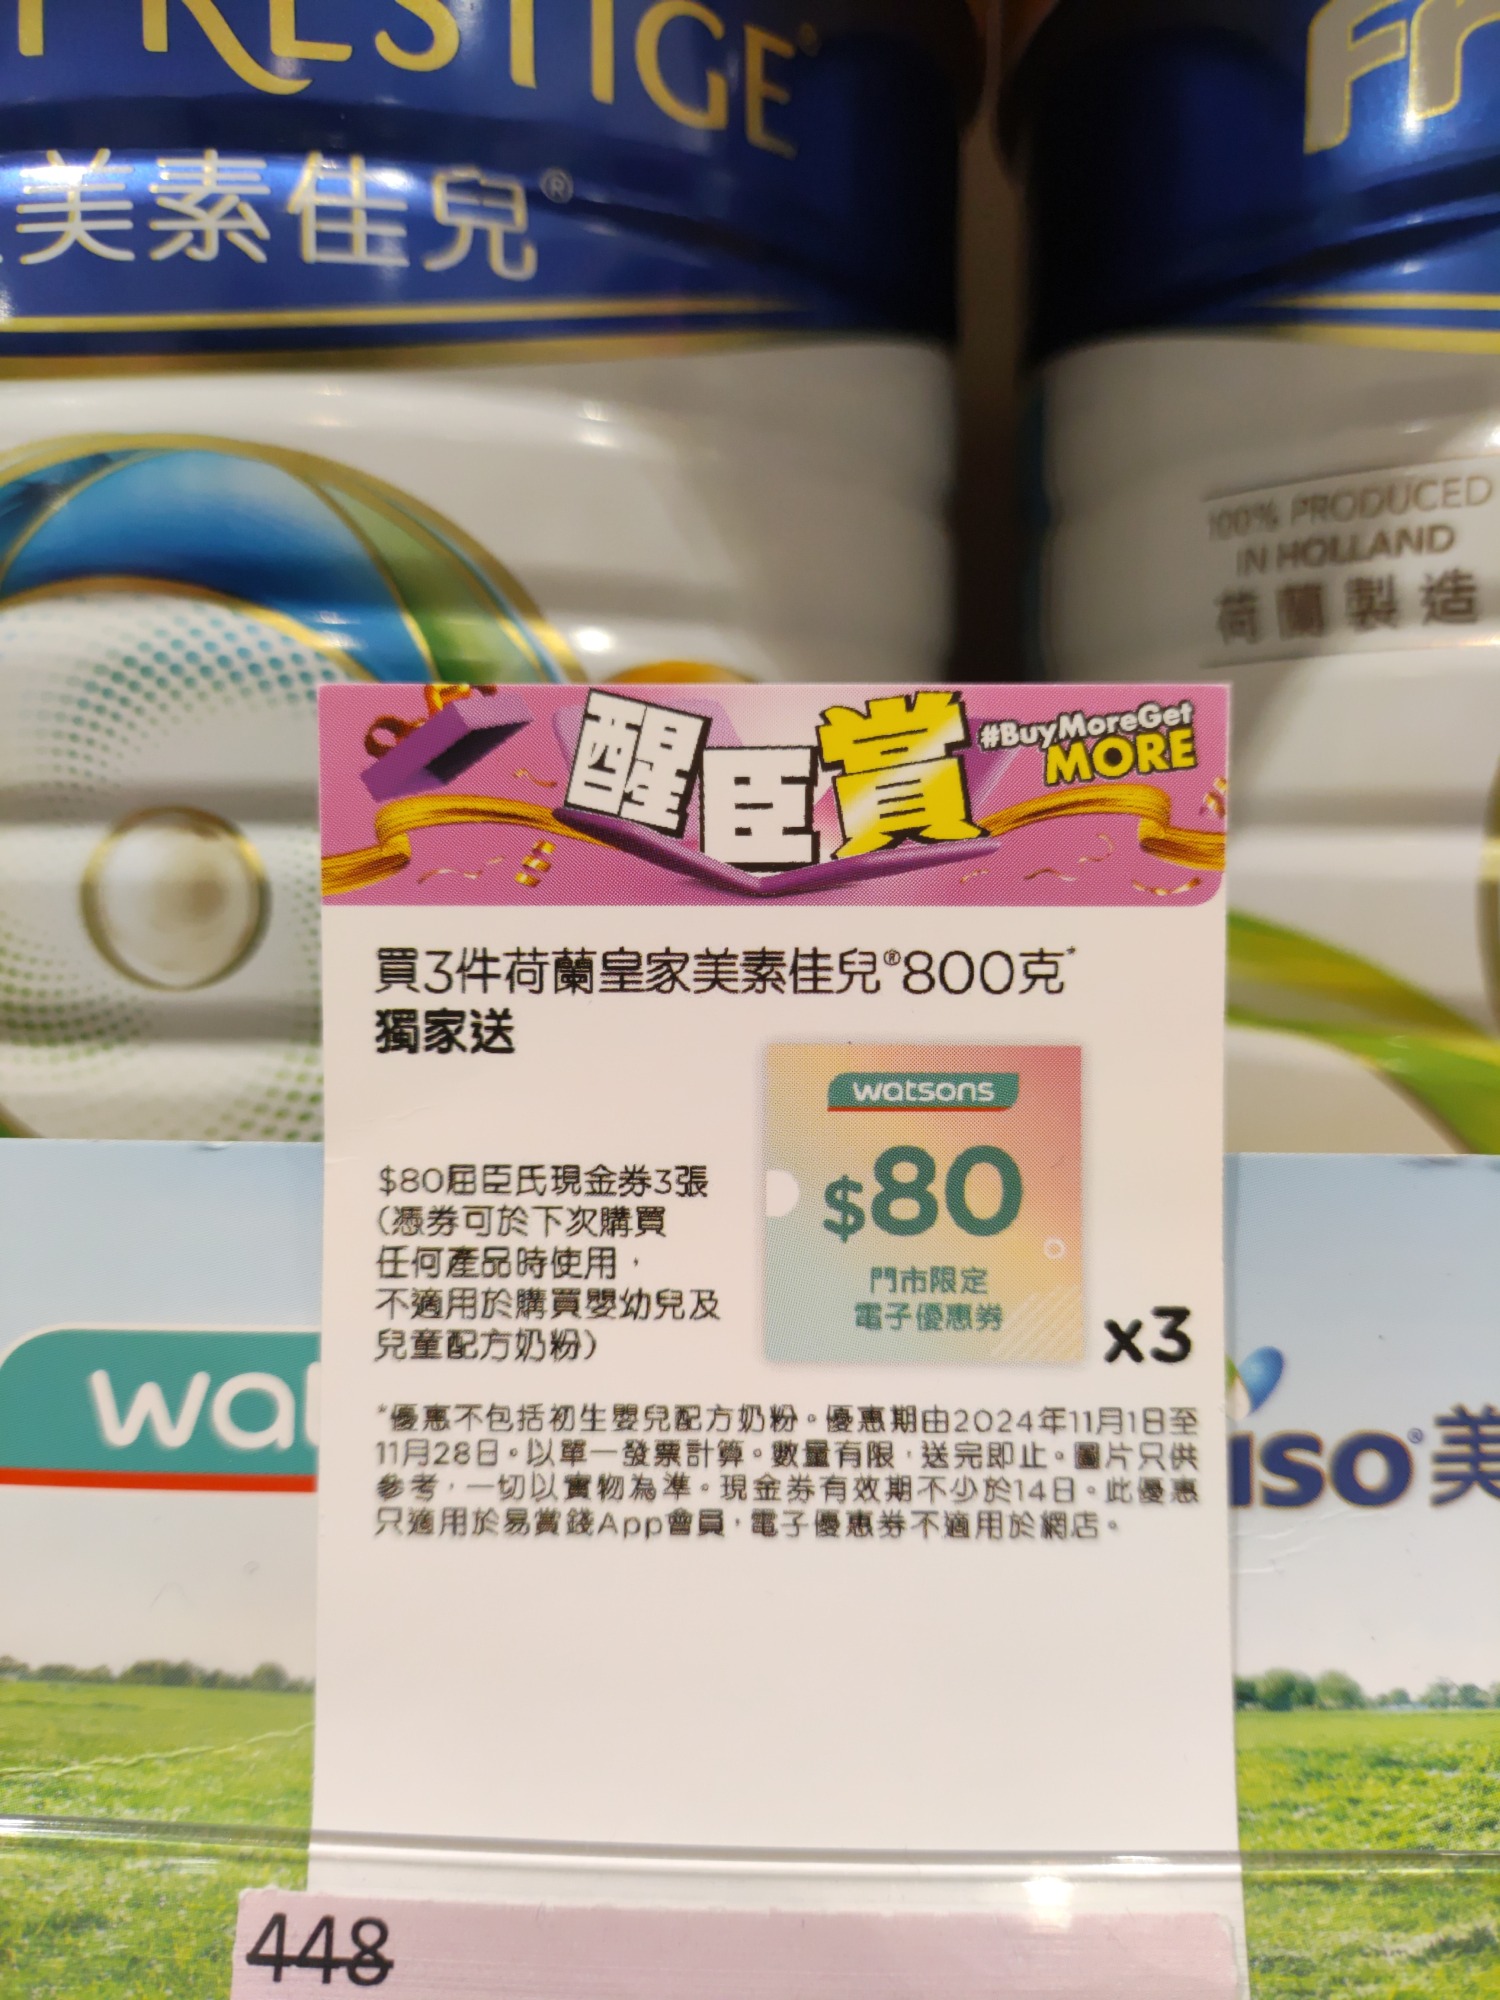 PRESTIGE®
美素佳兒®
100% PRODUCED
IN HOLLAND
荷蘭製造
醒臣賞
#BuyMoreGet
MORE
買3件荷蘭皇家美素佳兒®800克*
獨家送
watsons
$80
門市限定
電子優惠券
x3
$80屈臣氏現金券3張
(憑券可於下次購買
任何產品時使用，
不適用於購買嬰幼兒及
兒童配方奶粉)
*優惠不包括初生嬰兒配方奶粉。優惠期由2024年11月1日至
11月28日。以單一發票計算。數量有限，送完即止。圖片只供
參考，一切以實物為準。現金券有效期不少於14日。此優惠
只適用於易賞錢App會員，電子優惠券不適用於網店。
wa
iso®美
448